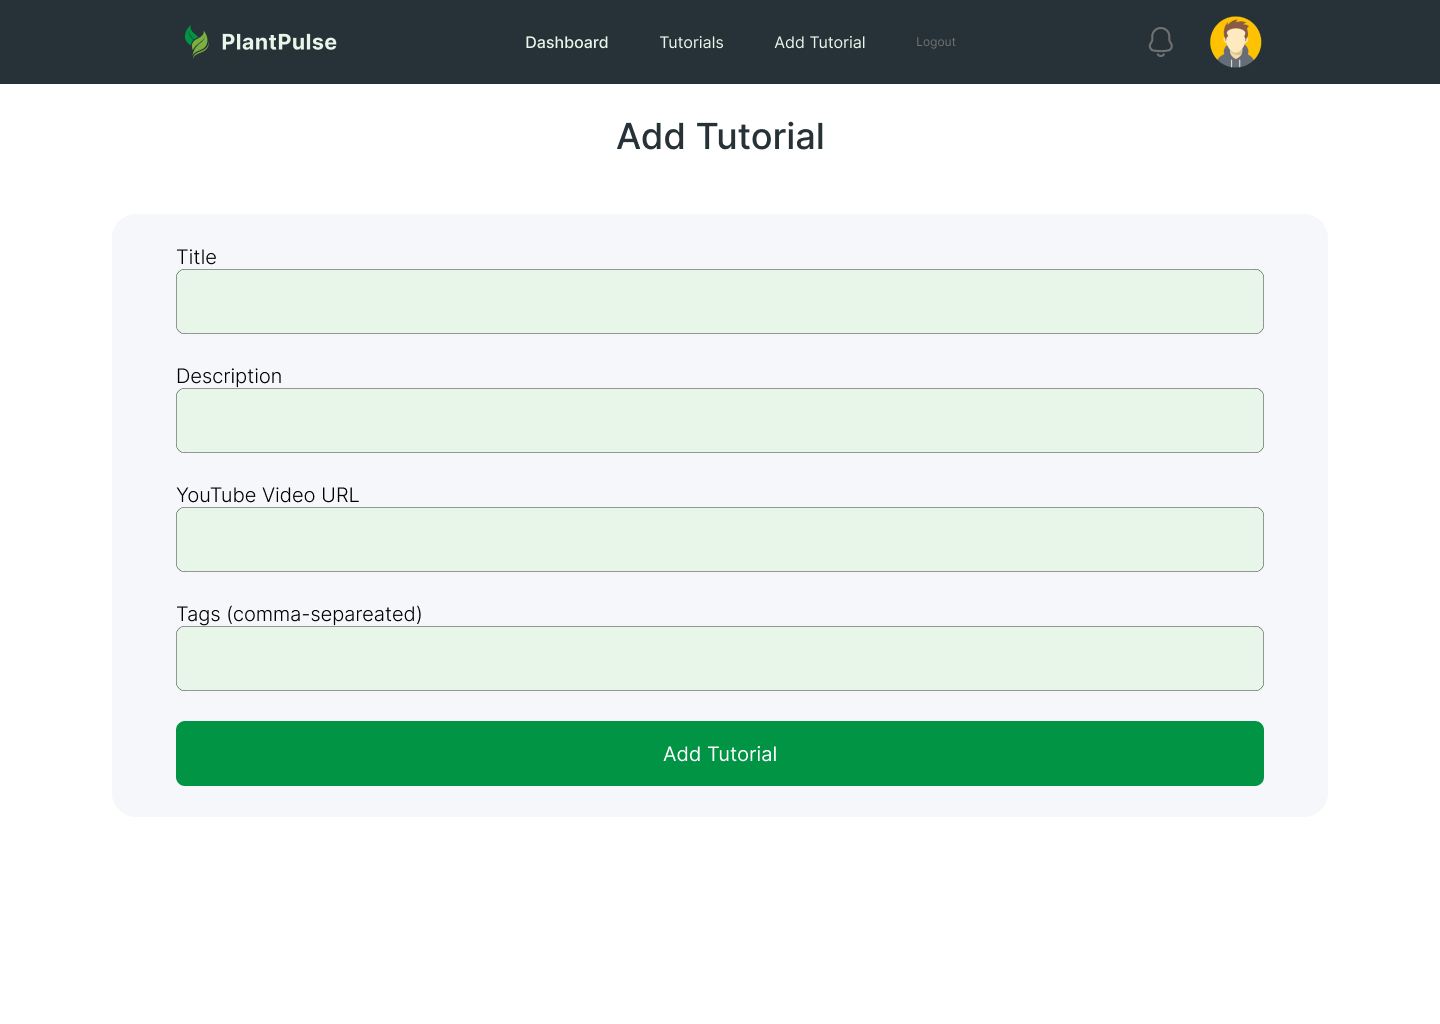 PlantPulse
Dashboard
Tutorials
Add Tutorial
Logout
Add Tutorial
Title
Description
YouTube Video URL
Tags (comma-separeated)
Add Tutorial